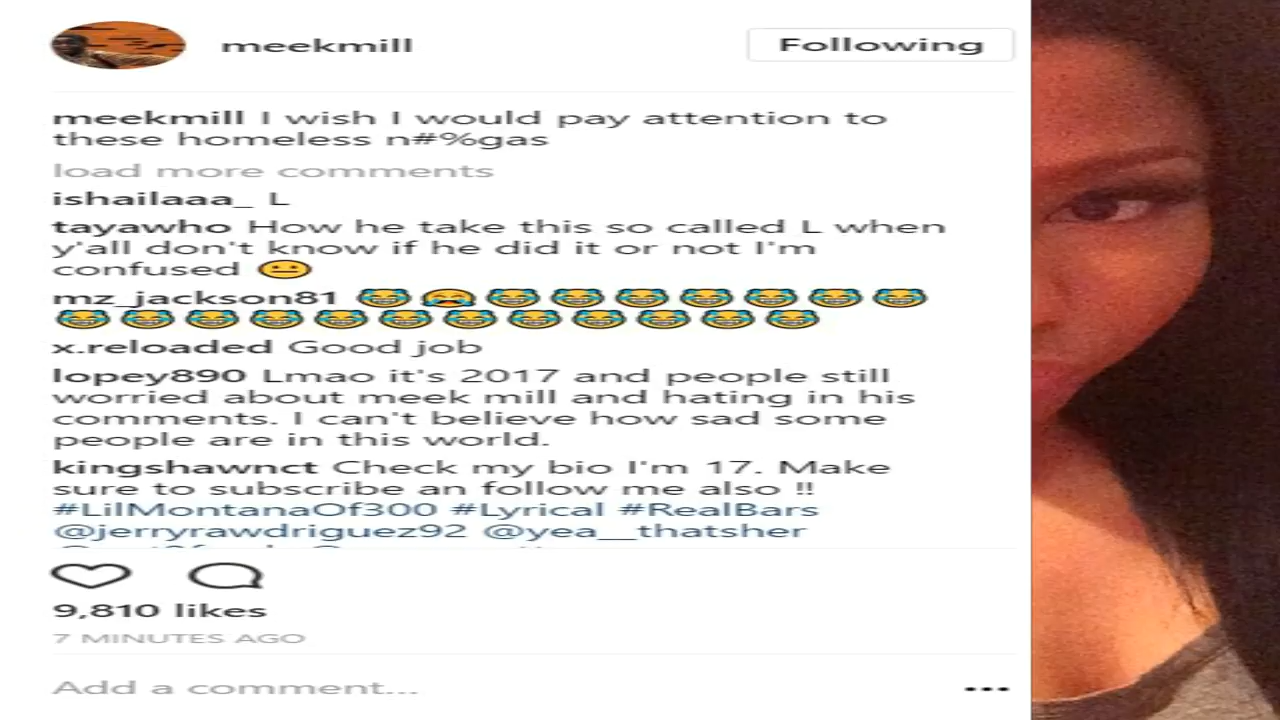 meekmill
Following
meekmill I wish I would pay attention to
these homeless n#%gas
load more comments
ishailaaa_ L
tayawho How he take this so called L when
y'all don't know if he did it or not I'm
confused 😐
mz_jackson81 😂😭😂😂😂😂😂😂😂
😂😂😂😂😂😂😂😂😂😂😂😂
x.reloaded Good job
lopey890 Lmao it's 2017 and people still
worried about meek mill and hating in his
comments. I can't believe how sad some
people are in this world.
kingshawnct Check my bio I'm 17. Make
sure to subscribe an follow me also !!
#LilMontanaOf300 #Lyrical #RealBars
@jerryrawdriguez92 @yea__thatsher
9,810 likes
7 MINUTES AGO
Add a comment...